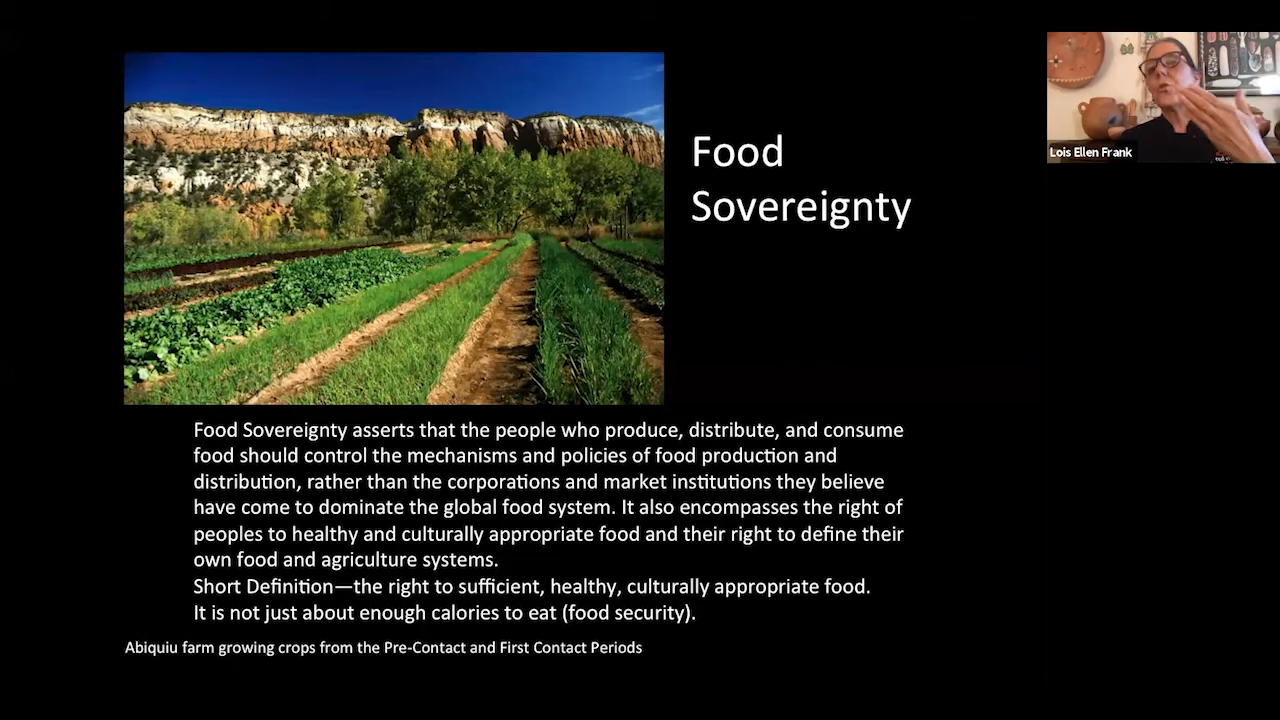 Food
Sovereignty
Lois Ellen Frank
Food Sovereignty asserts that the people who produce, distribute, and consume
food should control the mechanisms and policies of food production and
distribution, rather than the corporations and market institutions they believe
have come to dominate the global food system. It also encompasses the right of
peoples to healthy and culturally appropriate food and their right to define their
own food and agriculture systems.
Short Definition—the right to sufficient, healthy, culturally appropriate food.
It is not just about enough calories to eat (food security).
Abiquiu farm growing crops from the Pre-Contact and First Contact Periods